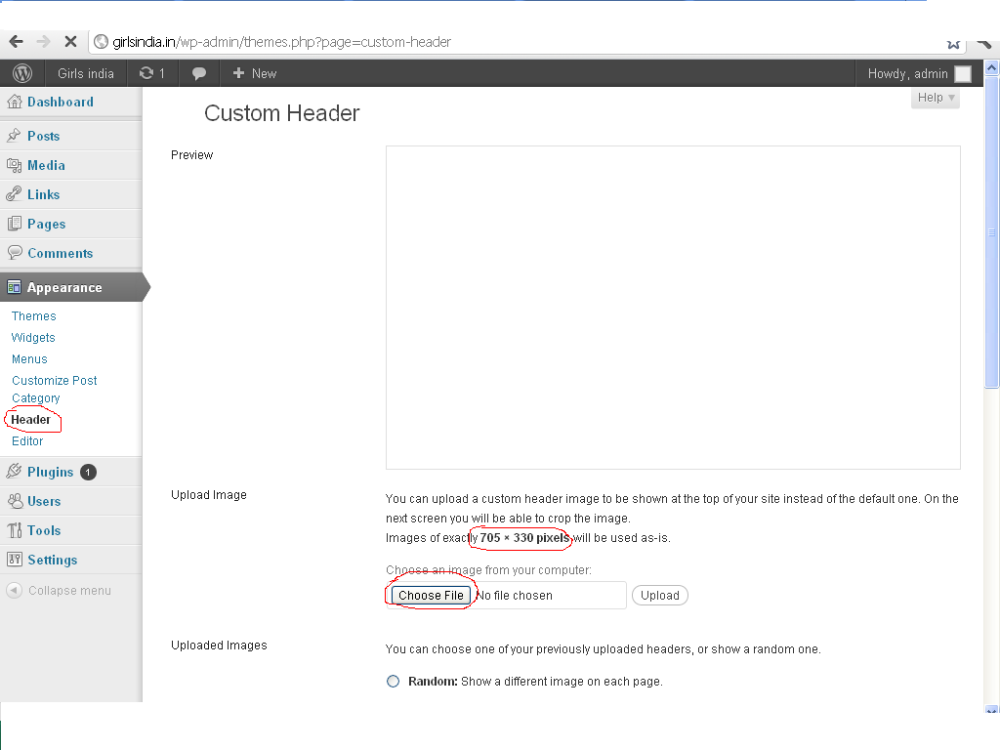 girlsindia.in/wp-admin/themes.php?page=custom-header
Girls india 1 + New Howdy, admin
Help
Dashboard
Posts
Media
Links
Pages
Comments
Appearance
Themes
Widgets
Menus
Customize Post
Category
Header
Editor
Plugins 1
Users
Tools
Settings
Collapse menu
Custom Header
Preview
Upload Image
You can upload a custom header image to be shown at the top of your site instead of the default one. On the
next screen you will be able to crop the image.
Images of exactly 705 × 330 pixels will be used as-is.
Choose an image from your computer:
Choose File No file chosen Upload
Uploaded Images
You can choose one of your previously uploaded headers, or show a random one.
Random: Show a different image on each page.